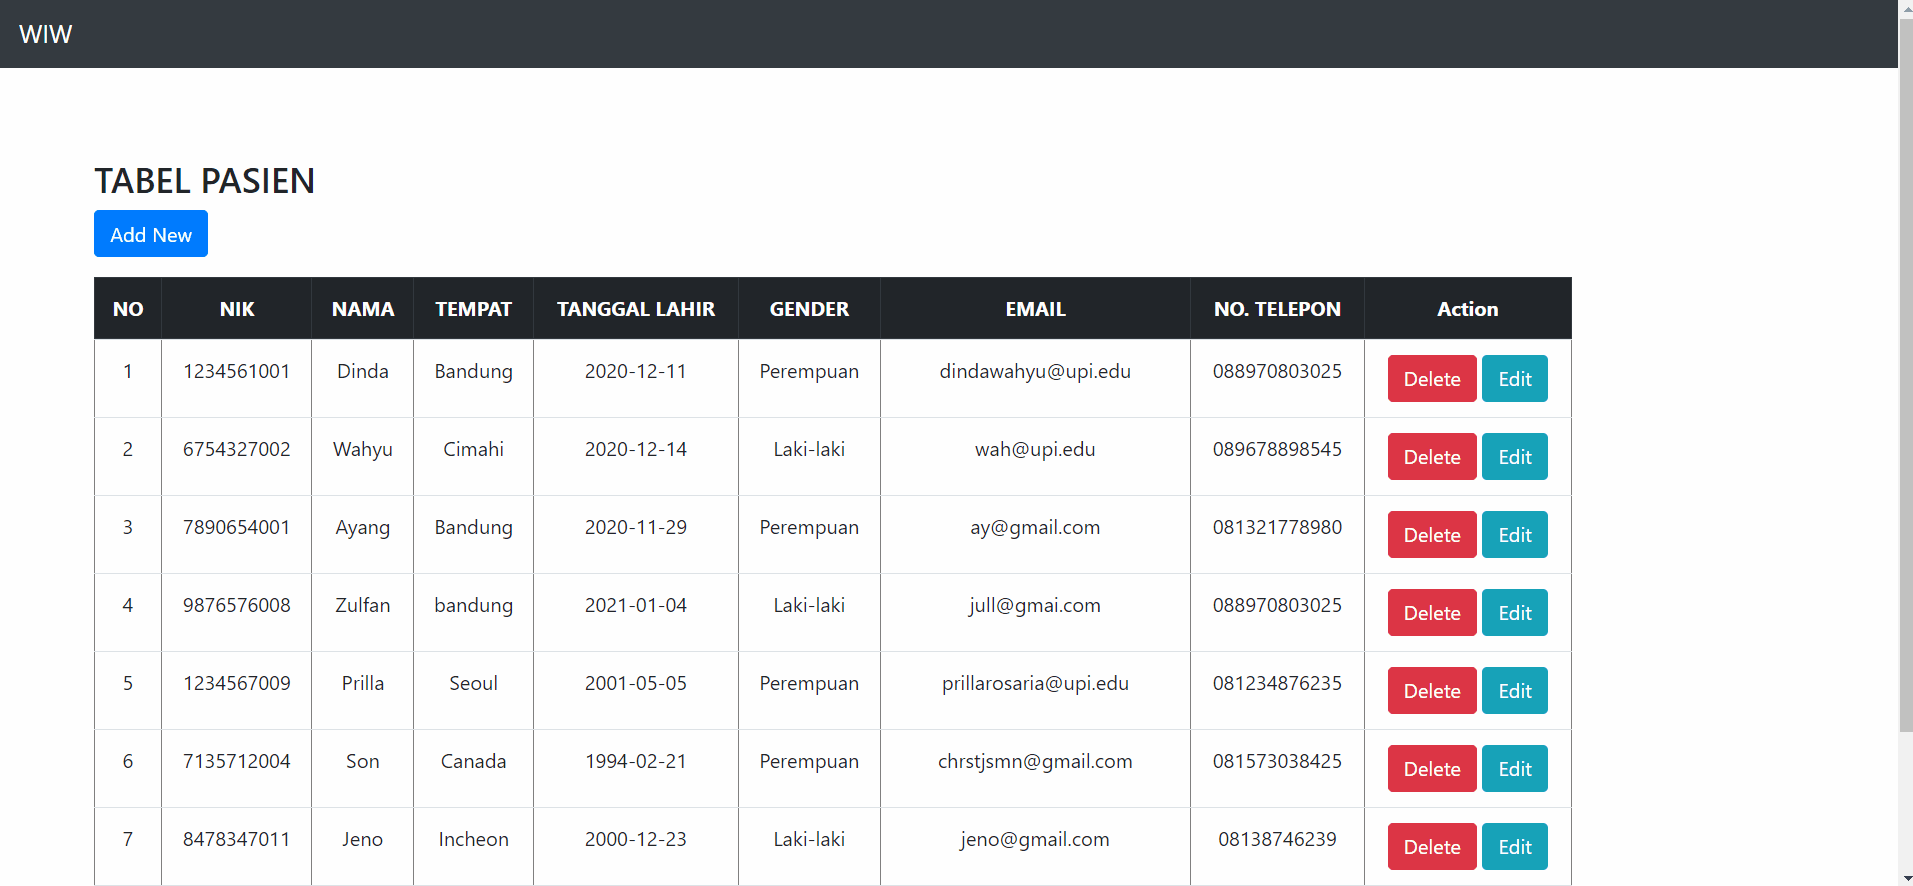 WIW
TABEL PASIEN
Add New
NO NIK NAMA TEMPAT TANGGAL LAHIR GENDER EMAIL NO. TELEPON Action
1 1234561001 Dinda Bandung 2020-12-11 Perempuan dindawahyu@upi.edu 088970803025 Delete Edit
2 6754327002 Wahyu Cimahi 2020-12-14 Laki-laki wah@upi.edu 089678898545 Delete Edit
3 7890654001 Ayang Bandung 2020-11-29 Perempuan ay@gmail.com 081321778980 Delete Edit
4 9876576008 Zulfan bandung 2021-01-04 Laki-laki jull@gmai.com 088970803025 Delete Edit
5 1234567009 Prilla Seoul 2001-05-05 Perempuan prillarosaria@upi.edu 081234876235 Delete Edit
6 7135712004 Son Canada 1994-02-21 Perempuan chrstjsmn@gmail.com 081573038425 Delete Edit
7 8478347011 Jeno Incheon 2000-12-23 Laki-laki jeno@gmail.com 08138746239 Delete Edit